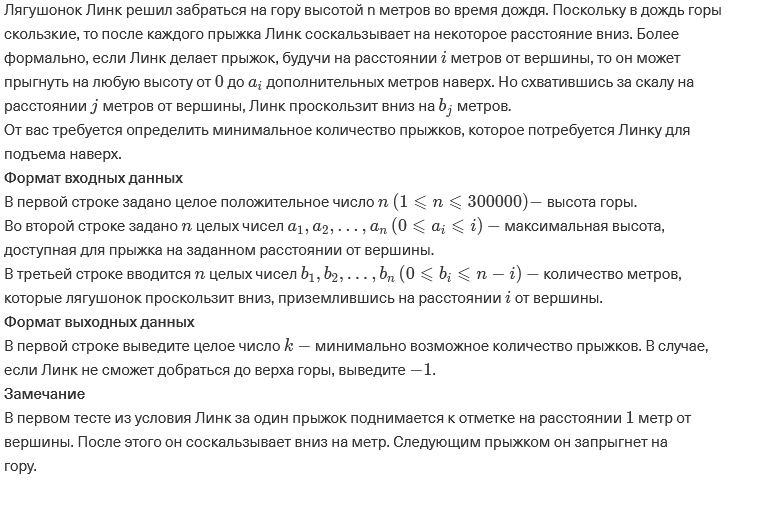 Лягушонок Линк решил забраться на гору высотой n метров во время дождя. Поскольку в дождь горы
скользкие, то после каждого прыжка Линк соскальзывает на некоторое расстояние вниз. Более
формально, если Линк делает прыжок, будучи на расстоянии i метров от вершины, то он может
прыгнуть на любую высоту от 0 до a_i дополнительных метров наверх. Но схватившись за скалу на
расстоянии j метров от вершины, Линк проскользит вниз на b_j метров.
От вас требуется определить минимальное количество прыжков, которое потребуется Линку для
подъема наверх.
Формат входных данных
В первой строке задано целое положительное число n (1 ⩽ n ⩽ 300000)− высота горы.
Во второй строке задано n целых чисел a_1, a_2, . . . , a_n (0 ⩽ a_i ⩽ i) − максимальная высота,
доступная для прыжка на заданном расстоянии от вершины.
В третьей строке вводится n целых чисел b_1, b_2, . . . , b_n (0 ⩽ b_i ⩽ n − i) − количество метров,
которые лягушонок проскользит вниз, приземлившись на расстоянии i от вершины.
Формат выходных данных
В первой строке выведите целое число k − минимально возможное количество прыжков. В случае,
если Линк не сможет добраться до верха горы, выведите −1.
Замечание
В первом тесте из условия Линк за один прыжок поднимается к отметке на расстоянии 1 метр от
вершины. После этого он соскальзывает вниз на метр. Следующим прыжком он запрыгнет на
гору.